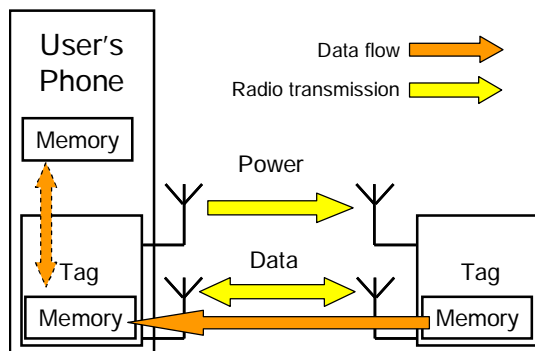 User's
Phone
Data flow
Radio transmission
Memory
Power
Tag
Data
Tag
Memory
Memory